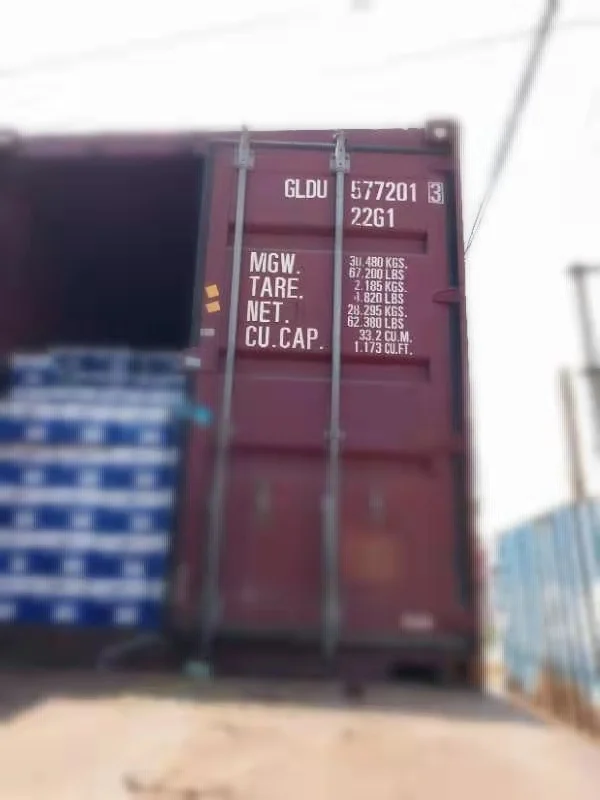 GLDU 577201 3
22G1
MGW. 30.480 KGS.
67.200 LBS
TARE. 2.185 KGS.
4.820 LBS
NET. 28.295 KGS.
62.380 LBS
CU.CAP. 33.2 CU.M.
1.173 CU.FT.